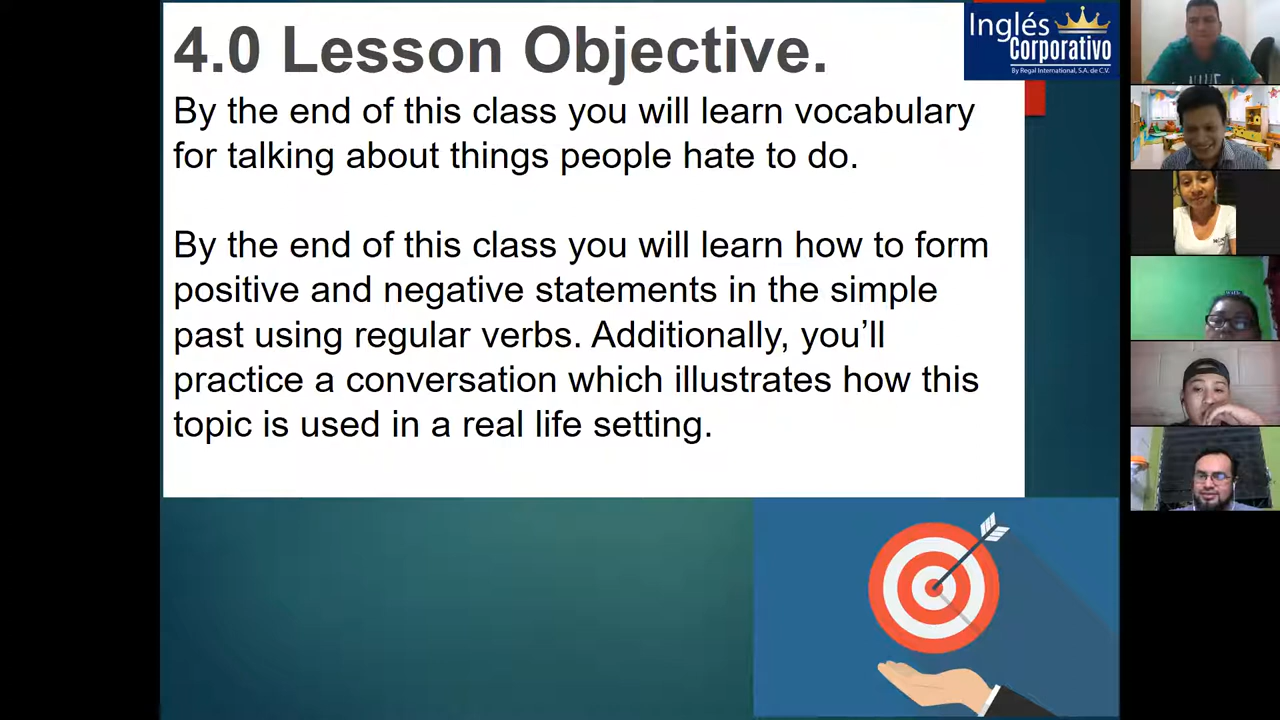 4.0 Lesson Objective.
Inglés
Corporativo
By Regal International, S.A. de C.V.
By the end of this class you will learn vocabulary
for talking about things people hate to do.
By the end of this class you will learn how to form
positive and negative statements in the simple
past using regular verbs. Additionally, you’ll
practice a conversation which illustrates how this
topic is used in a real life setting.